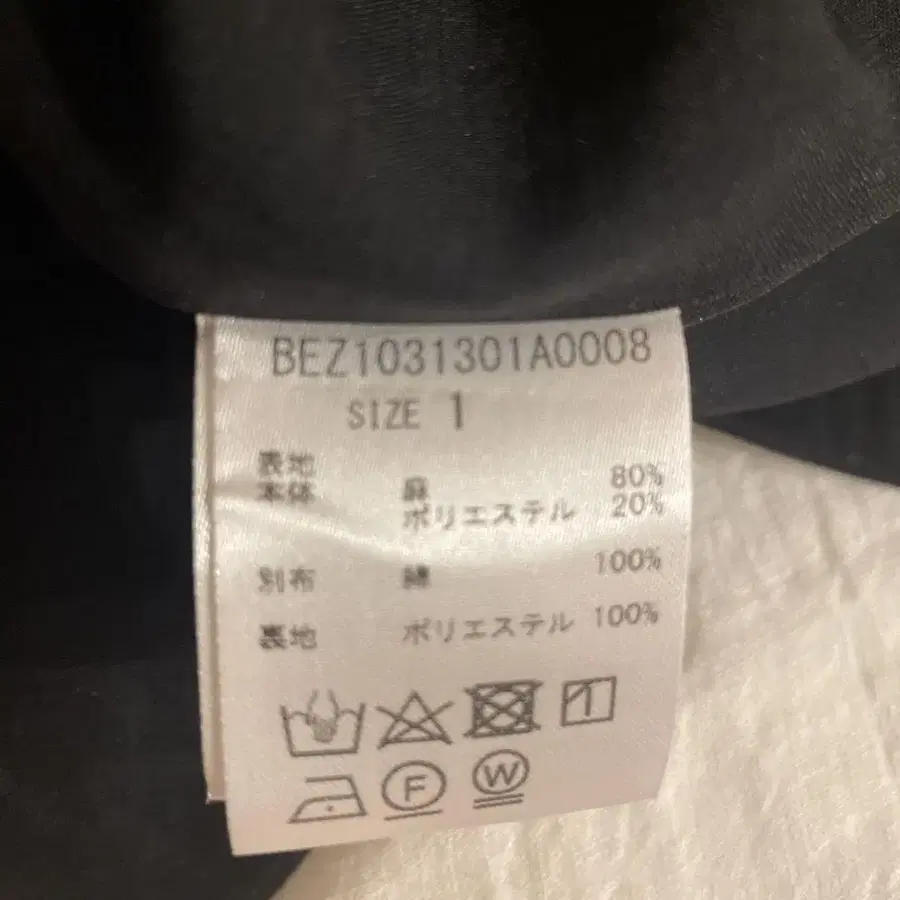 BEZ1031301A0008
SIZE 1
表地
本体 麻 80%
ポリエステル 20%
別布 綿 100%
裏地 ポリエステル 100%
F
W